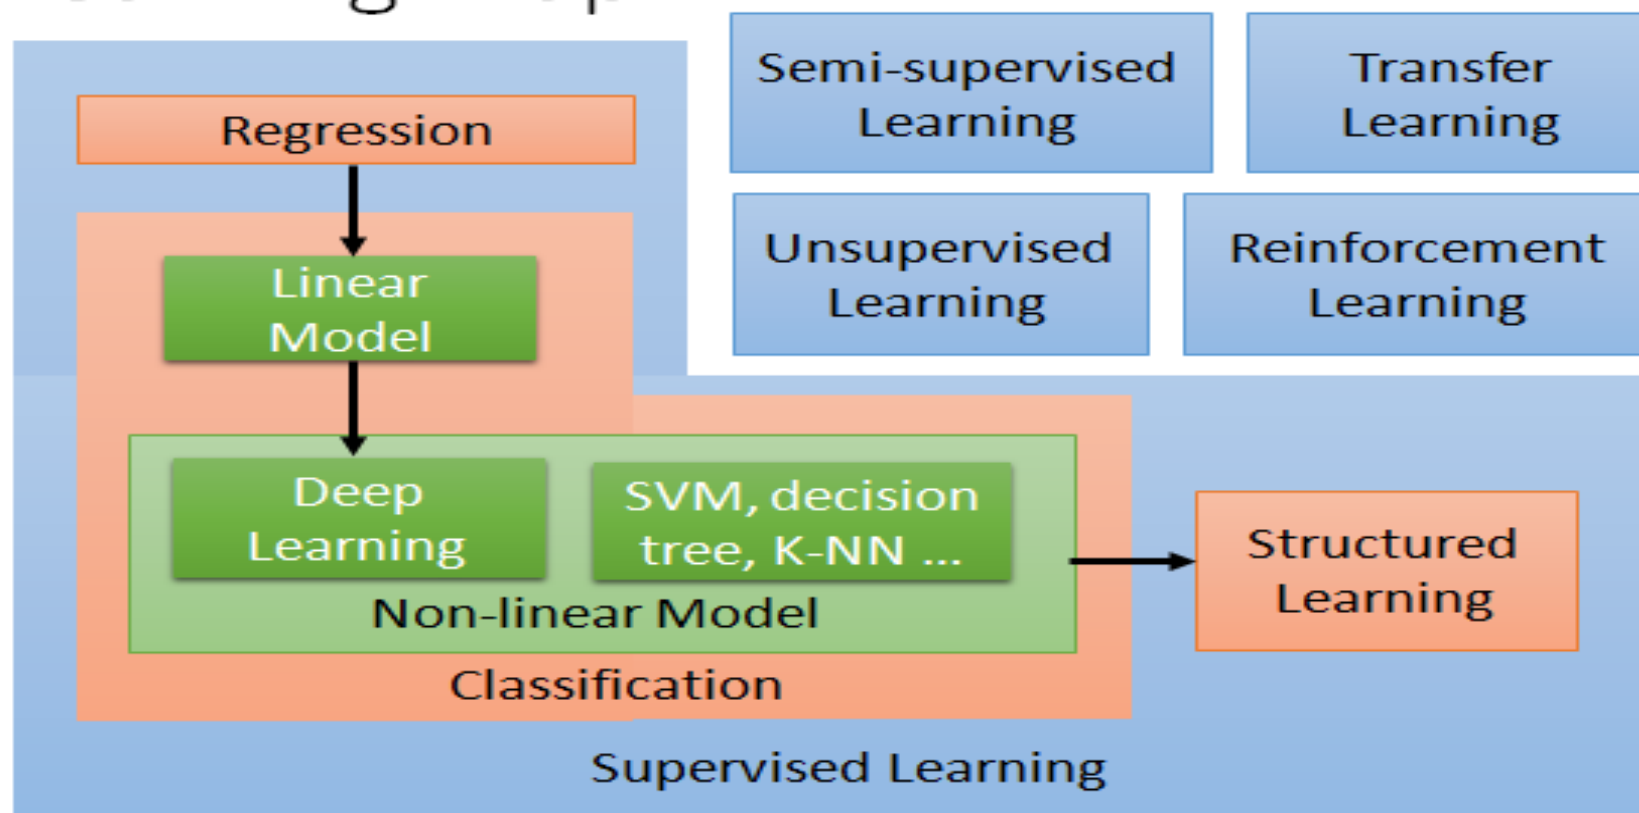 Regression
Linear
Model
Deep
Learning
SVM, decision
tree, K-NN ...
Non-linear Model
Classification
Supervised Learning
Structured
Learning
Semi-supervised
Learning
Transfer
Learning
Unsupervised
Learning
Reinforcement
Learning